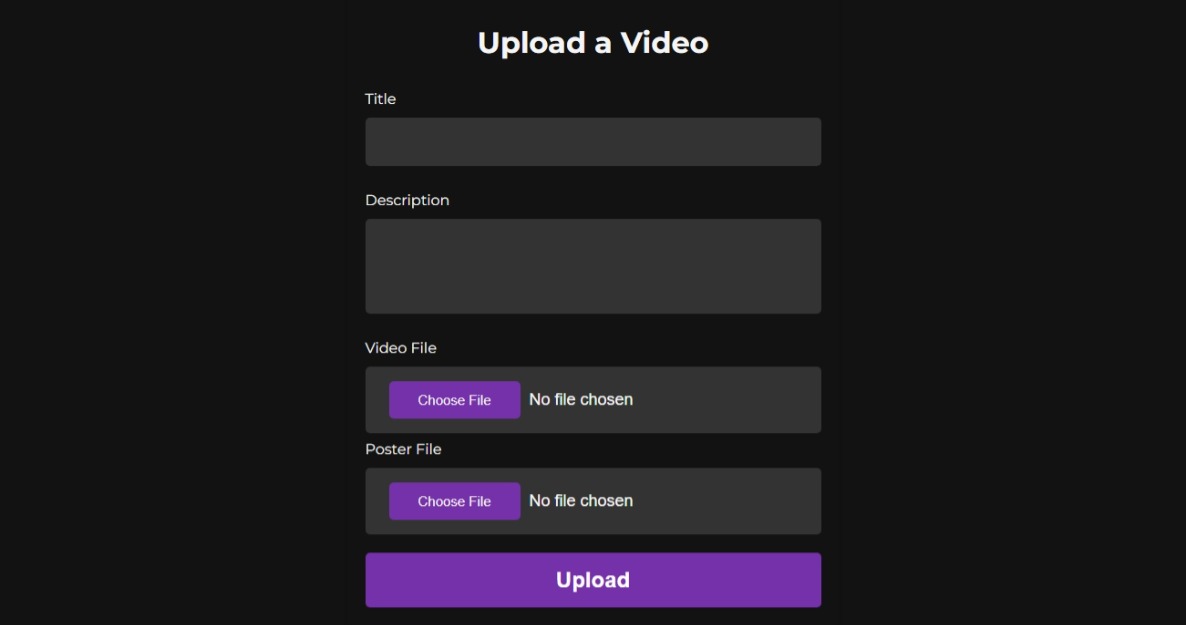 Upload a Video
Title
Description
Video File
Choose File No file chosen
Poster File
Choose File No file chosen
Upload